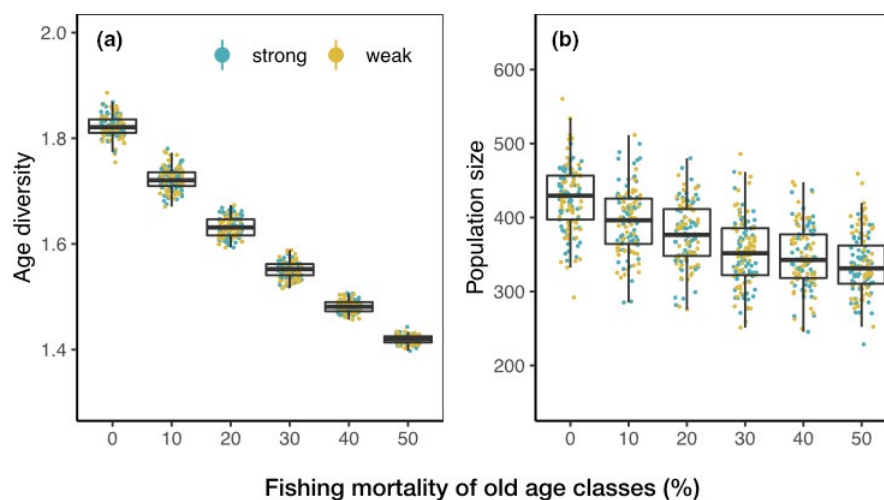 (a)
strong
weak
Age diversity
2.0
1.8
1.6
1.4
0 10 20 30 40 50
(b)
Population size
600
500
400
300
200
0 10 20 30 40 50
Fishing mortality of old age classes (%)